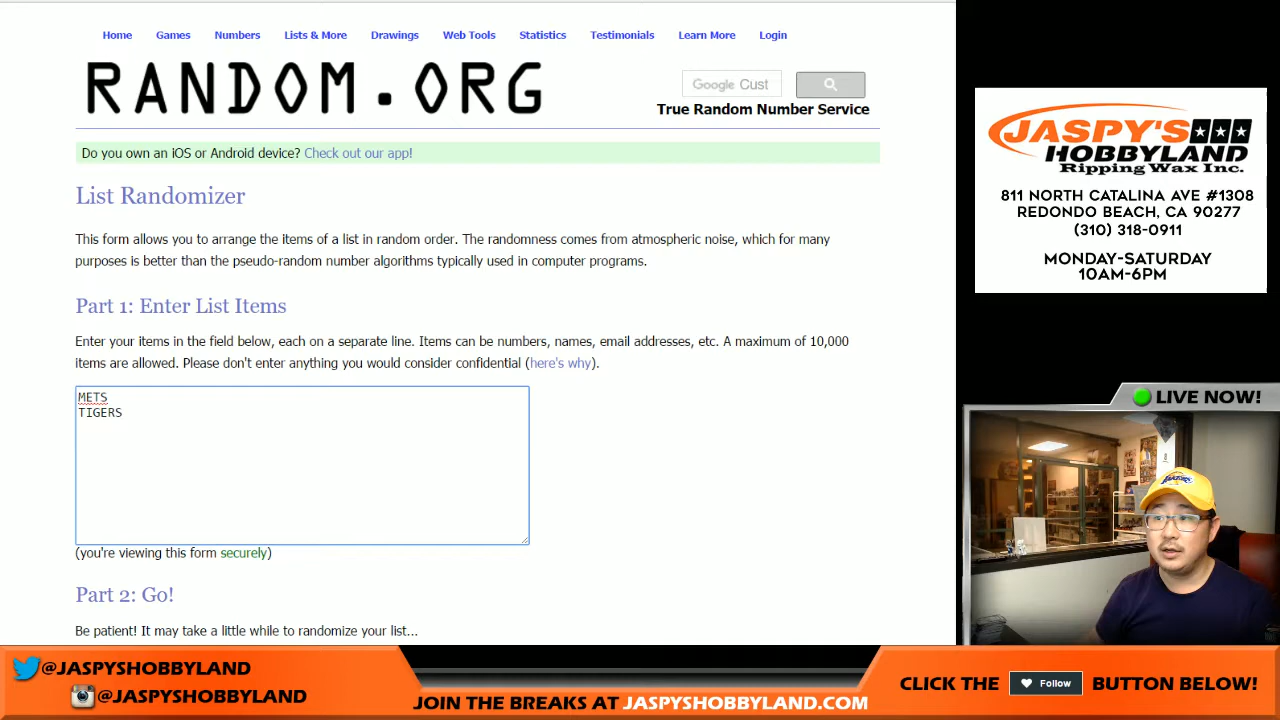 Home Games Numbers Lists & More Drawings Web Tools Statistics Testimonials Learn More Login
RANDOM.ORG
Google Cust
True Random Number Service
Do you own an iOS or Android device? Check out our app!
List Randomizer
This form allows you to arrange the items of a list in random order. The randomness comes from atmospheric noise, which for many
purposes is better than the pseudo-random number algorithms typically used in computer programs.
Part 1: Enter List Items
Enter your items in the field below, each on a separate line. Items can be numbers, names, email addresses, etc. A maximum of 10,000
items are allowed. Please don't enter anything you would consider confidential (here's why).
METS
TIGERS
(you're viewing this form securely)
Part 2: Go!
Be patient! It may take a little while to randomize your list...
JASPY'S
HOBBYLAND
Ripping Wax Inc.
811 NORTH CATALINA AVE #1308
REDONDO BEACH, CA 90277
(310) 318-0911
MONDAY-SATURDAY
10AM-6PM
LIVE NOW!
LAKERS
@JASPYSHOBBYLAND
@JASPYSHOBBYLAND
JOIN THE BREAKS AT JASPYSHOBBYLAND.COM
CLICK THE Follow BUTTON BELOW!